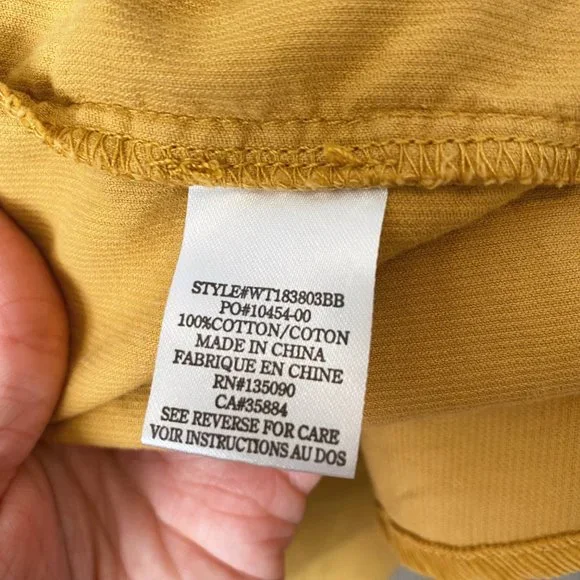 STYLE#WT183803BB
PO#10454-00
100%COTTON/COTON
MADE IN CHINA
FABRIQUE EN CHINE
RN#135090
CA#35884
SEE REVERSE FOR CARE
VOIR INSTRUCTIONS AU DOS